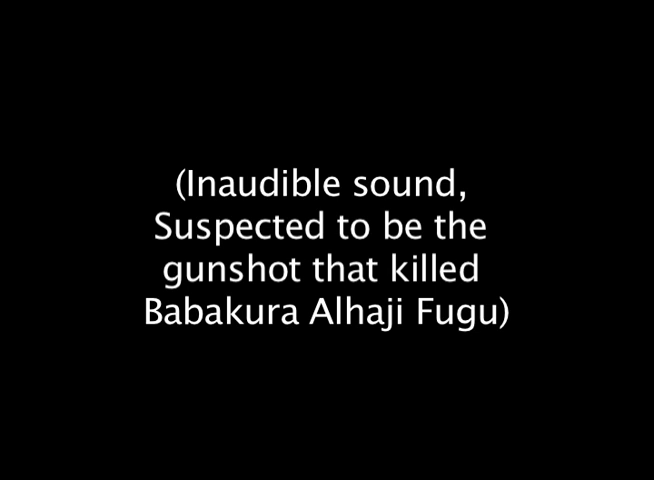 (Inaudible sound,
Suspected to be the
gunshot that killed
Babakura Alhaji Fugu)